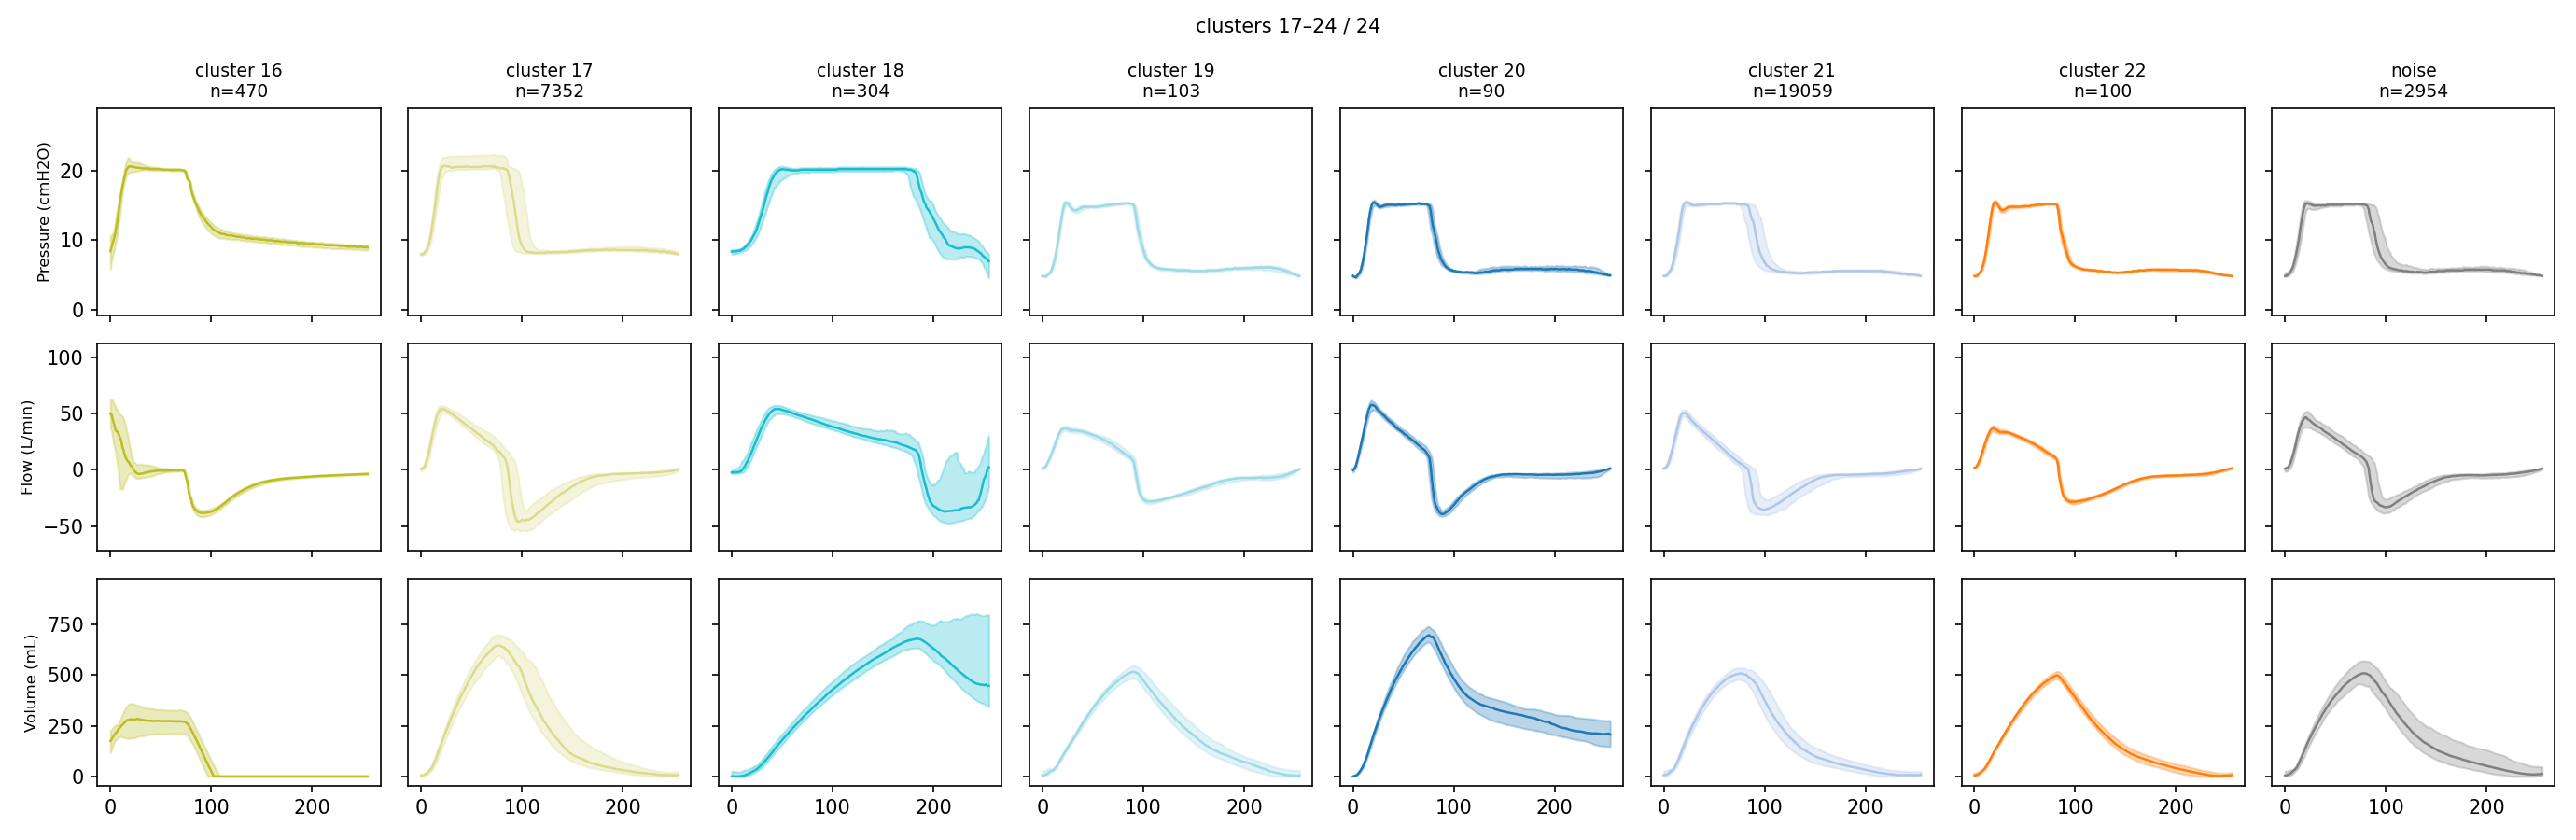 clusters 17–24 / 24
cluster 16
n=470
cluster 17
n=7352
cluster 18
n=304
cluster 19
n=103
cluster 20
n=90
cluster 21
n=19059
cluster 22
n=100
noise
n=2954
Pressure (cmH2O)
20
10
0
Flow (L/min)
100
50
0
−50
Volume (mL)
750
500
250
0
0 100 200
0 100 200
0 100 200
0 100 200
0 100 200
0 100 200
0 100 200
0 100 200